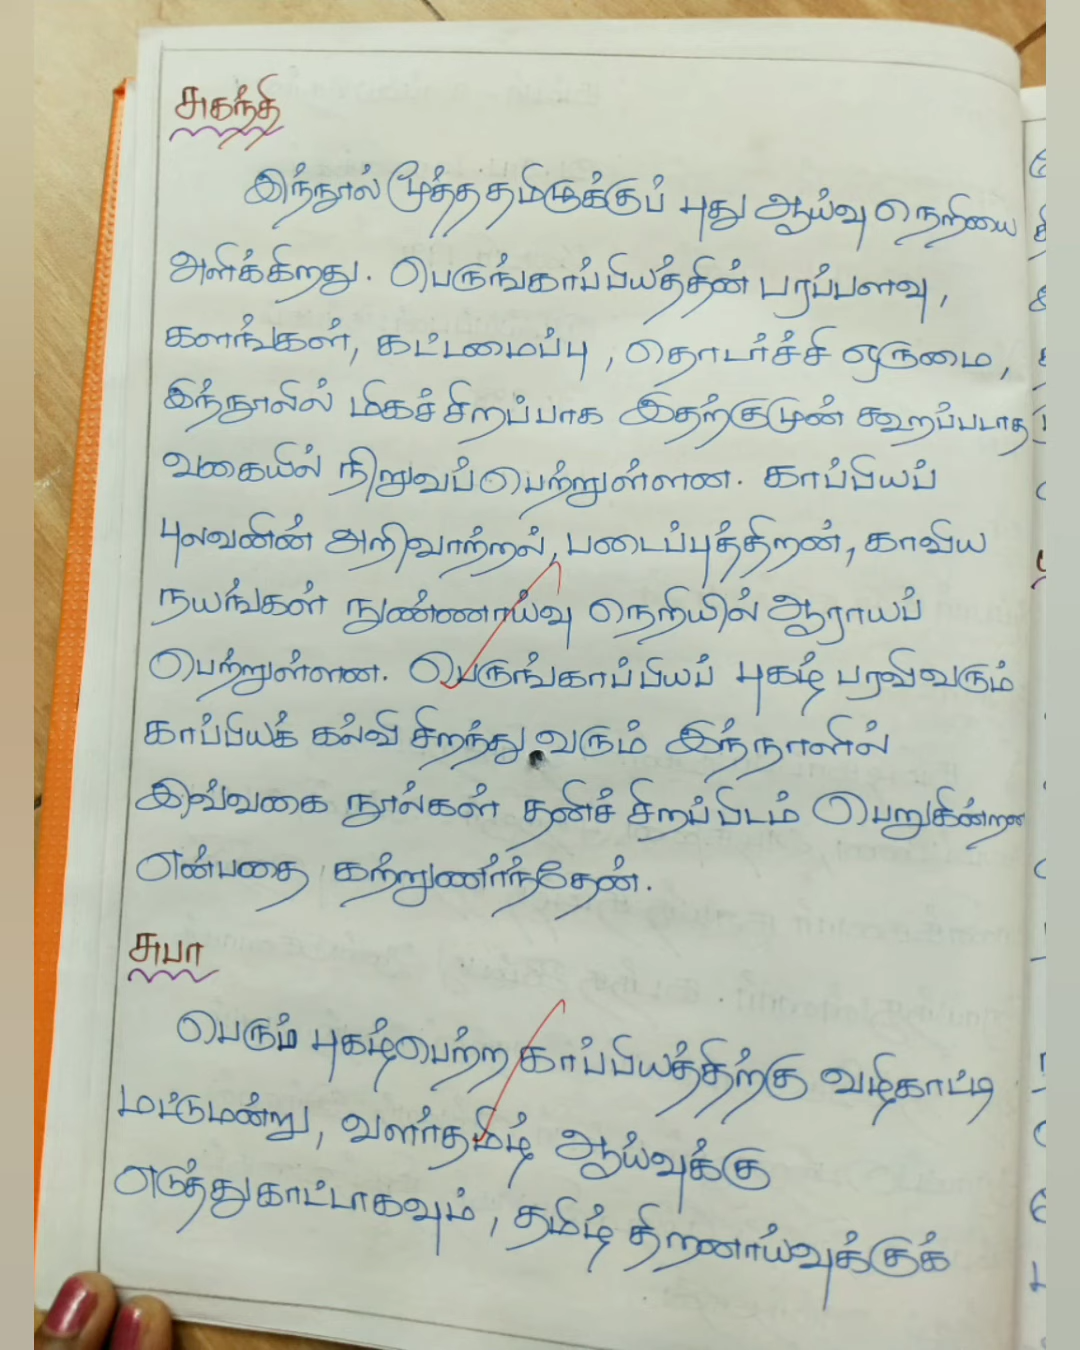 சுகந்தி
இந்நூல் மூத்த தமிழுக்குப் புது ஆய்வு நெறியை
அளிக்கிறது. பெருங்காப்பியத்தின் பரப்பளவு,
களங்கள், கட்டமைப்பு, தொடர்ச்சி ஒருமை,
இந்நூலில் மிகச் சிறப்பாக இதற்குமுன் கூறப்படாத
வகையில் நிறுவப்பெற்றுள்ளன. காப்பியப்
புலவனின் அறிவாற்றல், படைப்புத்திறன், காவிய
நயங்கள் நுண்ணாய்வு நெறியில் ஆராயப்
பெற்றுள்ளன. பெருங்காப்பியப் புகழ் பரவிவரும்
காப்பியக் கல்வி சிறந்து வரும் இந்நாளில்
இவ்வகை நூல்கள் தனிச் சிறப்பிடம் பெறுகின்றன
என்பதை கற்றுணர்ந்தேன்.
சுபா
பெரும் புகழ்பெற்ற காப்பியத்திற்கு வழிகாட்டி
மட்டுமன்று, வளர்தமிழ் ஆய்வுக்கு
எடுத்துகாட்டாகவும், தமிழ் திறனாய்வுக்குக்